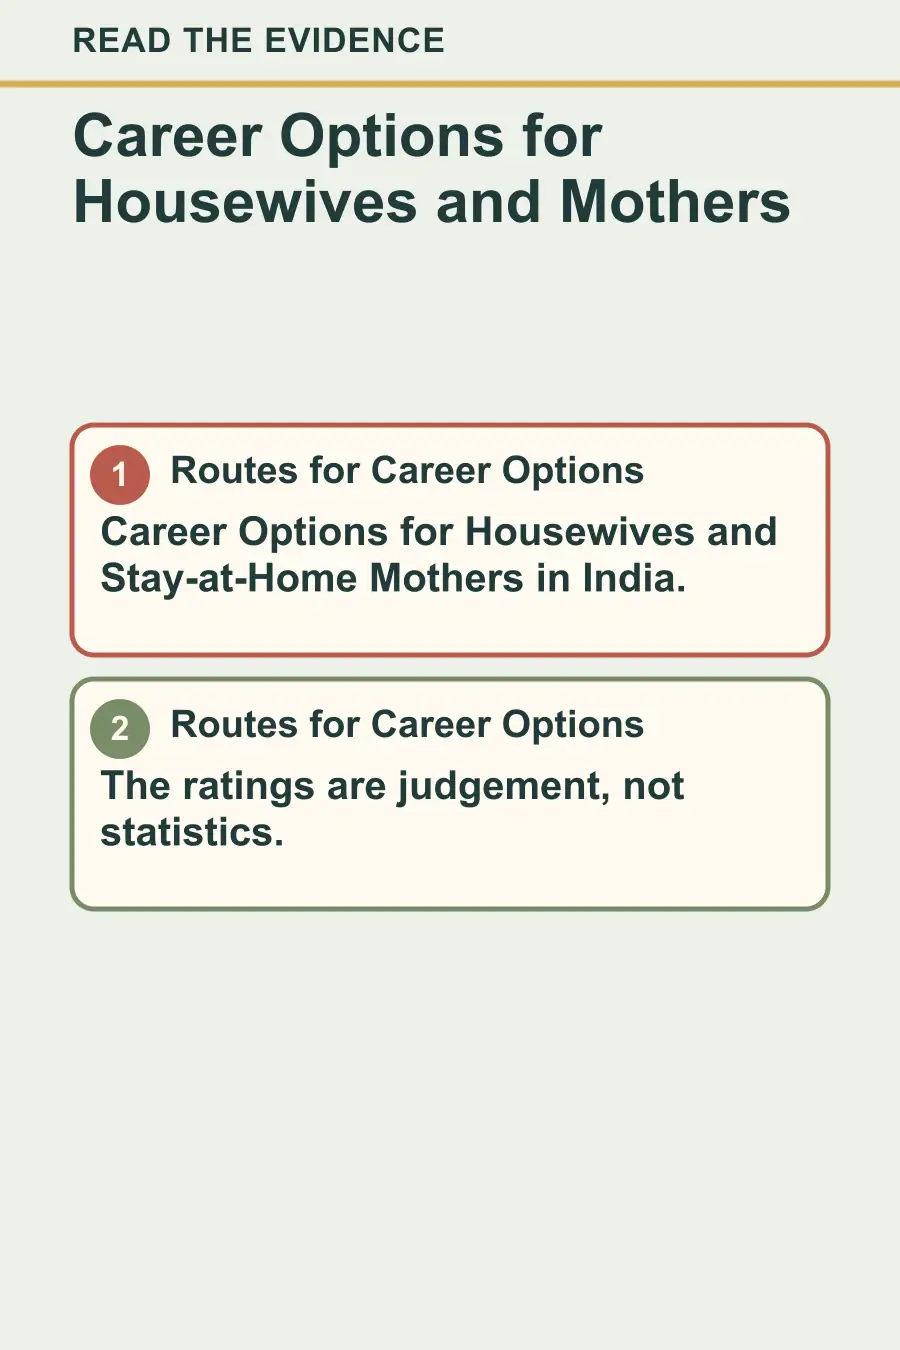 READ THE EVIDENCE
Career Options for
Housewives and Mothers
1 Routes for Career Options
Career Options for Housewives and
Stay-at-Home Mothers in India.
2 Routes for Career Options
The ratings are judgement, not
statistics.